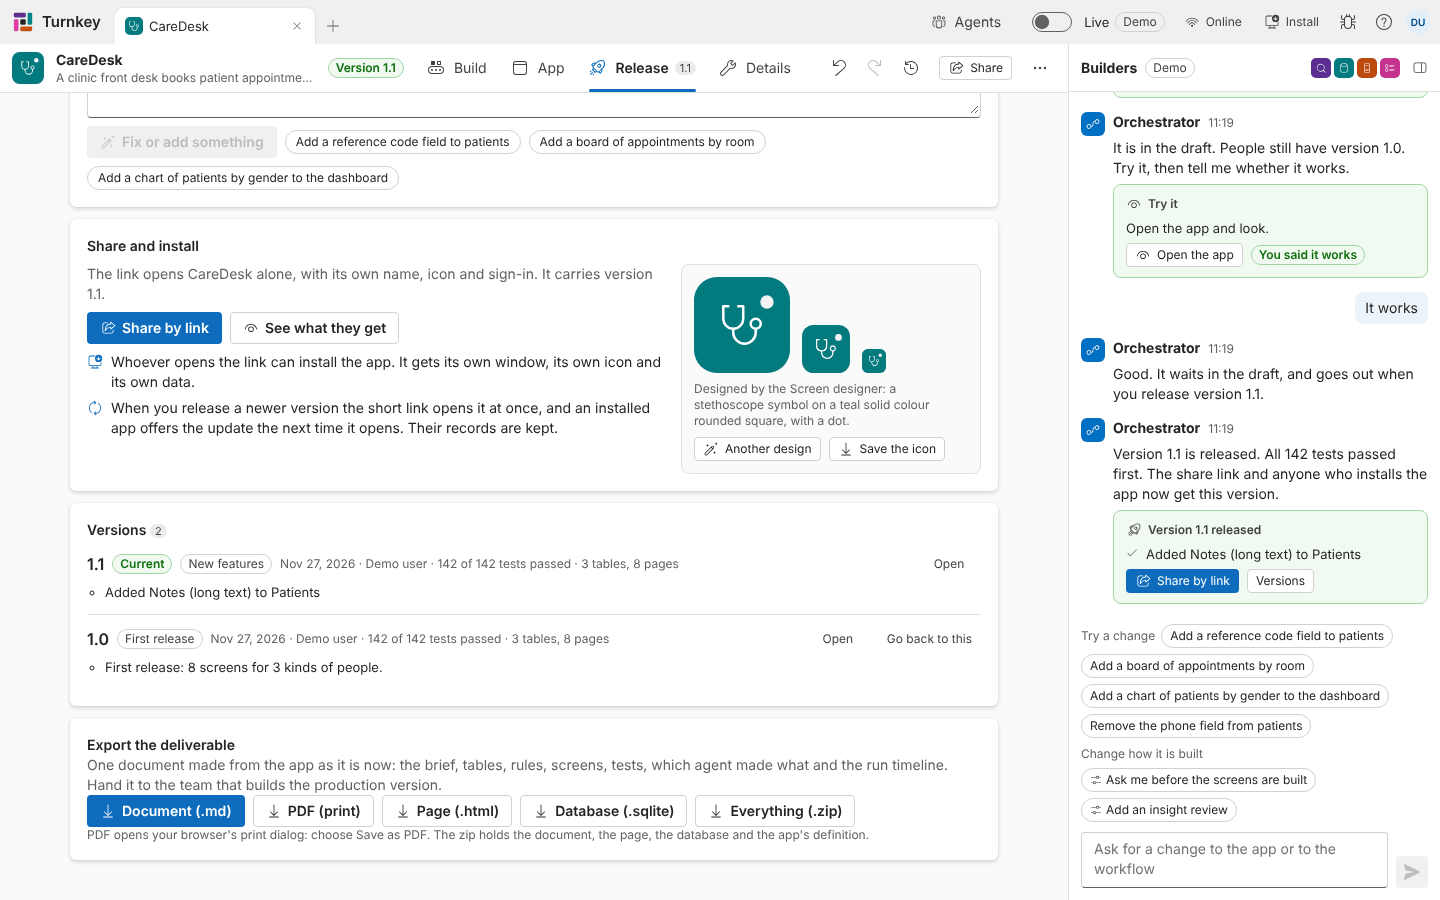 Turnkey
CareDesk
Agents
Live
Demo
Online
Install
DU
CareDesk
A clinic front desk books patient appointme...
Version 1.1
Build
App
Release 1.1
Details
Share
Builders
Demo
Fix or add something
Add a reference code field to patients
Add a board of appointments by room
Add a chart of patients by gender to the dashboard
Share and install
The link opens CareDesk alone, with its own name, icon and sign-in. It carries version
1.1.
Share by link
See what they get
Whoever opens the link can install the app. It gets its own window, its own icon and
its own data.
When you release a newer version the short link opens it at once, and an installed
app offers the update the next time it opens. Their records are kept.
Designed by the Screen designer: a
stethoscope symbol on a teal solid colour
rounded square, with a dot.
Another design
Save the icon
Versions 2
1.1 Current New features Nov 27, 2026 · Demo user · 142 of 142 tests passed · 3 tables, 8 pages Open
Added Notes (long text) to Patients
1.0 First release Nov 27, 2026 · Demo user · 142 of 142 tests passed · 3 tables, 8 pages Open Go back to this
First release: 8 screens for 3 kinds of people.
Export the deliverable
One document made from the app as it is now: the brief, tables, rules, screens, tests, which agent made what and the run timeline.
Hand it to the team that builds the production version.
Document (.md)
PDF (print)
Page (.html)
Database (.sqlite)
Everything (.zip)
PDF opens your browser's print dialog: choose Save as PDF. The zip holds the document, the page, the database and the app's definition.
Orchestrator 11:19
It is in the draft. People still have version 1.0.
Try it, then tell me whether it works.
Try it
Open the app and look.
Open the app
You said it works
It works
Orchestrator 11:19
Good. It waits in the draft, and goes out when
you release version 1.1.
Orchestrator 11:19
Version 1.1 is released. All 142 tests passed
first. The share link and anyone who installs the
app now get this version.
Version 1.1 released
Added Notes (long text) to Patients
Share by link
Versions
Try a change
Add a reference code field to patients
Add a board of appointments by room
Add a chart of patients by gender to the dashboard
Remove the phone field from patients
Change how it is built
Ask me before the screens are built
Add an insight review
Ask for a change to the app or to the
workflow